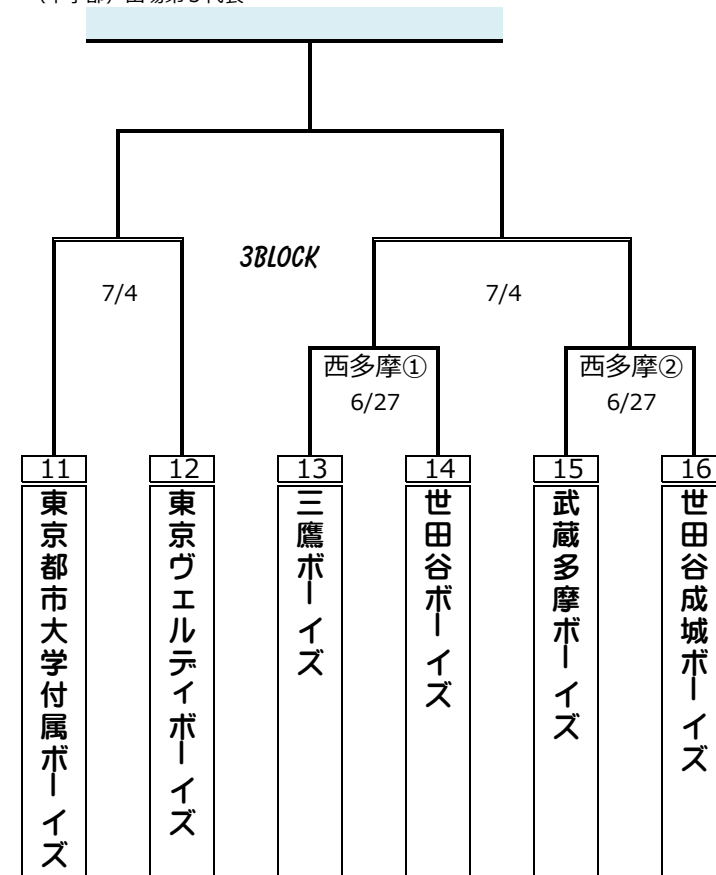 3BLOCK
7/4
7/4
西多摩①
6/27
西多摩②
6/27
11
12
13
14
15
16
東京都市大学付属ボーイズ
東京ヴェルディボーイズ
三鷹ボーイズ
世田谷ボーイズ
武蔵多摩ボーイズ
世田谷成城ボーイズ